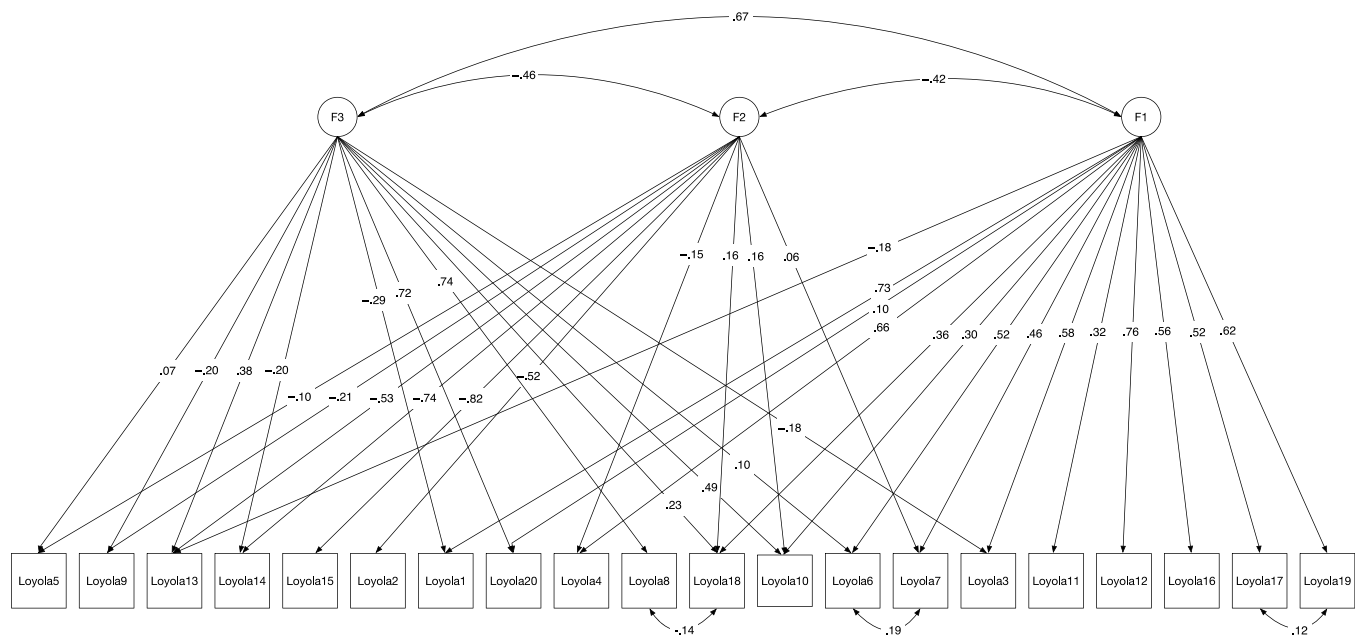 .67
−.46
−.42
F3
F2
F1
−.18
−.15
.16
.16
.06
.74
.73
−.29
.72
.10
.66
.36
.30
.52
.46
.58
.32
.76
.56
.52
.62
.07
−.20
.38
−.20
−.52
−.10
−.21
−.53
−.74
−.82
−.18
.10
.49
.23
Loyola5
Loyola9
Loyola13
Loyola14
Loyola15
Loyola2
Loyola1
Loyola20
Loyola4
Loyola8
Loyola18
Loyola10
Loyola6
Loyola7
Loyola3
Loyola11
Loyola12
Loyola16
Loyola17
Loyola19
-.14
.19
.12